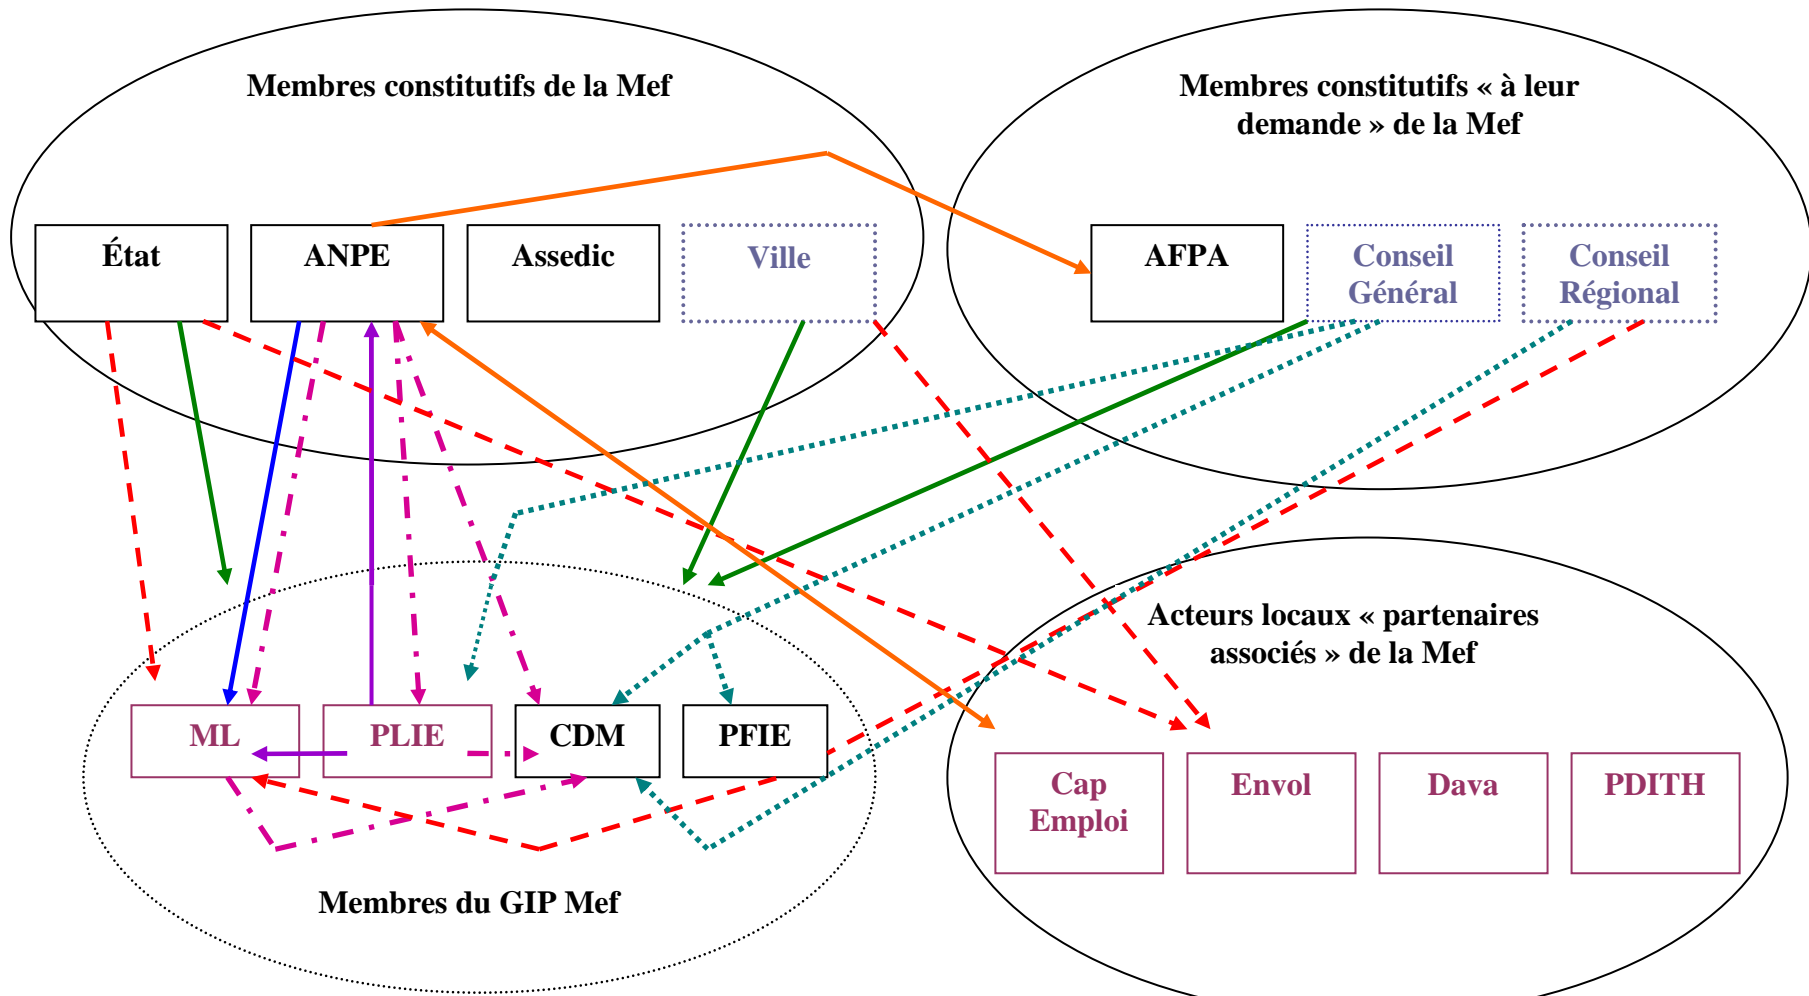 Membres constitutifs de la Mef
Membres constitutifs « à leur
demande » de la Mef
État
ANPE
Assedic
Ville
AFPA
Conseil
Général
Conseil
Régional
Acteurs locaux « partenaires
associés » de la Mef
ML
PLIE
CDM
PFIE
Cap
Emploi
Envol
Dava
PDITH
Membres du GIP Mef